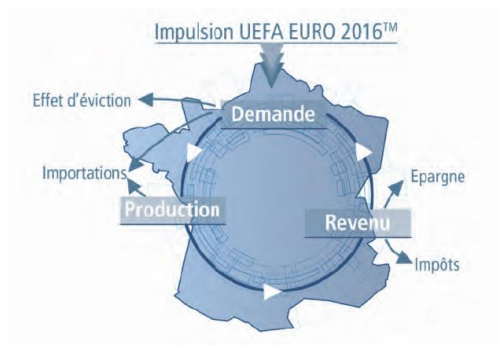 Impulsion UEFA EURO 2016™
Effet d'éviction
Demande
Importations
Epargne
Production
Revenu
Impôts